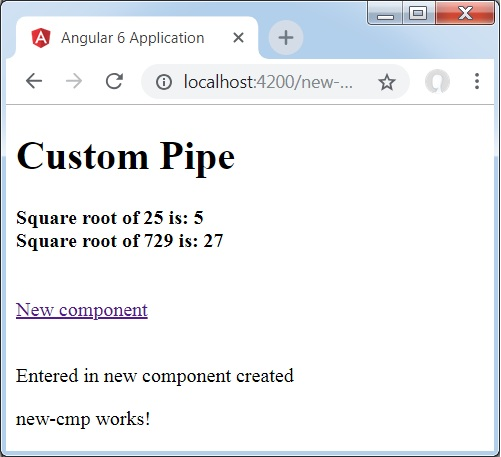 Angular 6 Application
localhost:4200/new-...
Custom Pipe
Square root of 25 is: 5
Square root of 729 is: 27
New component
Entered in new component created
new-cmp works!